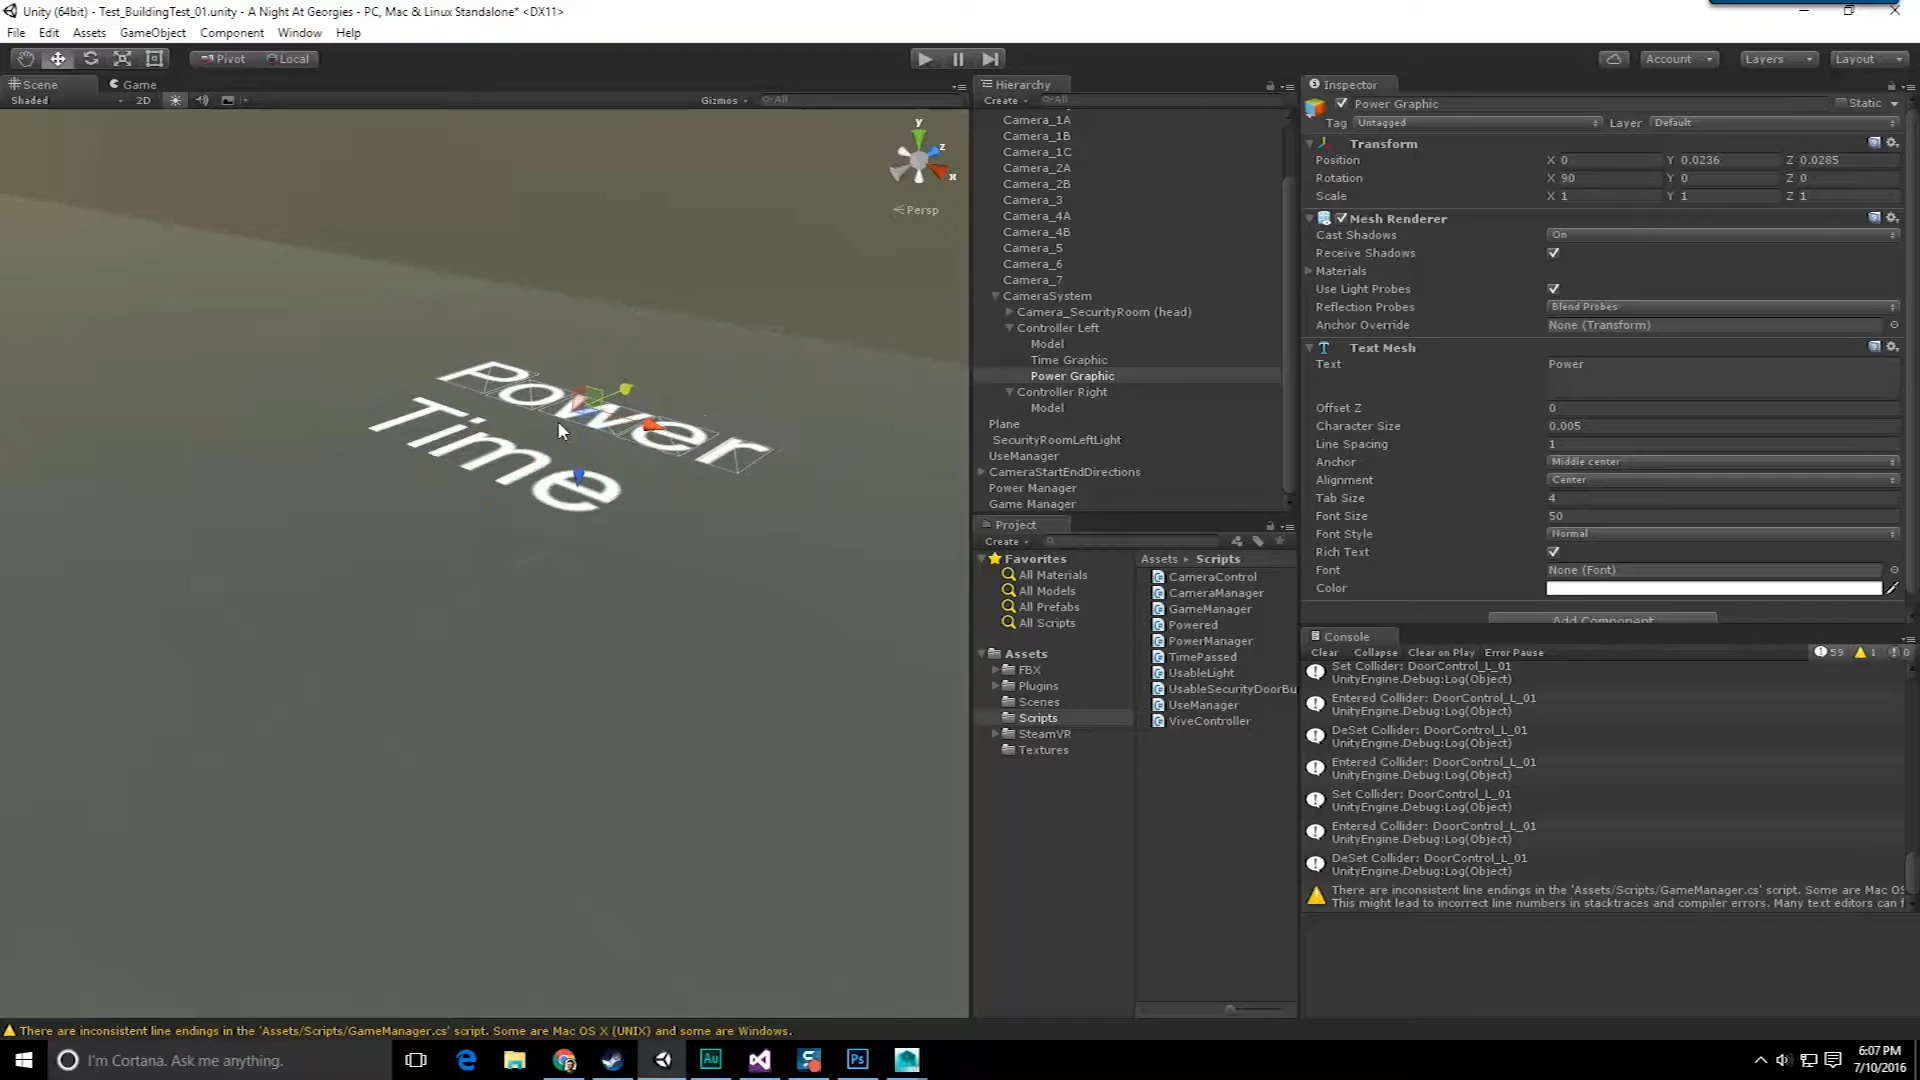 Unity (64bit) - Test_BuildingTest_01.unity - A Night At Georgies - PC, Mac & Linux Standalone* <DX11>
File Edit Assets GameObject Component Window Help
Pivot Local Account Layers Layout
Scene Game
Shaded 2D Gizmos All
y
z
x
Persp
Power
Time
Hierarchy
Create All
Camera_1A
Camera_1B
Camera_1C
Camera_2A
Camera_2B
Camera_3
Camera_4A
Camera_4B
Camera_5
Camera_6
Camera_7
CameraSystem
Camera_SecurityRoom (head)
Controller Left
Model
Time Graphic
Power Graphic
Controller Right
Model
Plane
SecurityRoomLeftLight
UseManager
CameraStartEndDirections
Power Manager
Game Manager
Project
Create
Favorites
All Materials
All Models
All Prefabs
All Scripts
Assets
FBX
Plugins
Scenes
Scripts
SteamVR
Textures
Assets Scripts
CameraControl
CameraManager
GameManager
Powered
PowerManager
TimePassed
UsableLight
UsableSecurityDoorBu
UseManager
ViveController
Inspector
Power Graphic Static
Tag Untagged Layer Default
Transform
Position X 0 Y 0.0236 Z 0.0285
Rotation X 90 Y 0 Z 0
Scale X 1 Y 1 Z 1
Mesh Renderer
Cast Shadows On
Receive Shadows
Materials
Use Light Probes
Reflection Probes Blend Probes
Anchor Override None (Transform)
Text Mesh
Text Power
Offset Z 0
Character Size 0.005
Line Spacing 1
Anchor Middle center
Alignment Center
Tab Size 4
Font Size 50
Font Style Normal
Rich Text
Font None (Font)
Color
Add Component
Console
Clear Collapse Clear on Play Error Pause 59 1 0
Set Collider: DoorControl_L_01
UnityEngine.Debug:Log(Object)
Entered Collider: DoorControl_L_01
UnityEngine.Debug:Log(Object)
DeSet Collider: DoorControl_L_01
UnityEngine.Debug:Log(Object)
Entered Collider: DoorControl_L_01
UnityEngine.Debug:Log(Object)
Set Collider: DoorControl_L_01
UnityEngine.Debug:Log(Object)
Entered Collider: DoorControl_L_01
UnityEngine.Debug:Log(Object)
DeSet Collider: DoorControl_L_01
UnityEngine.Debug:Log(Object)
There are inconsistent line endings in the 'Assets/Scripts/GameManager.cs' script. Some are Mac OS
This might lead to incorrect line numbers in stacktraces and compiler errors. Many text editors can f
There are inconsistent line endings in the 'Assets/Scripts/GameManager.cs' script. Some are Mac OS X (UNIX) and some are Windows.
I'm Cortana. Ask me anything.
Au
Ps
6:07 PM
7/10/2016